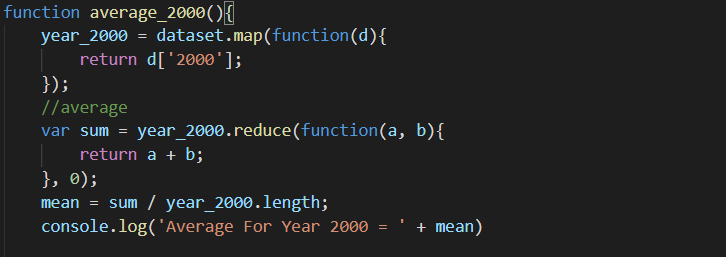 function average_2000(){
    year_2000 = dataset.map(function(d){
        return d['2000'];
    });
    //average
    var sum = year_2000.reduce(function(a, b){
        return a + b;
    }, 0);
    mean = sum / year_2000.length;
    console.log('Average For Year 2000 = ' + mean)